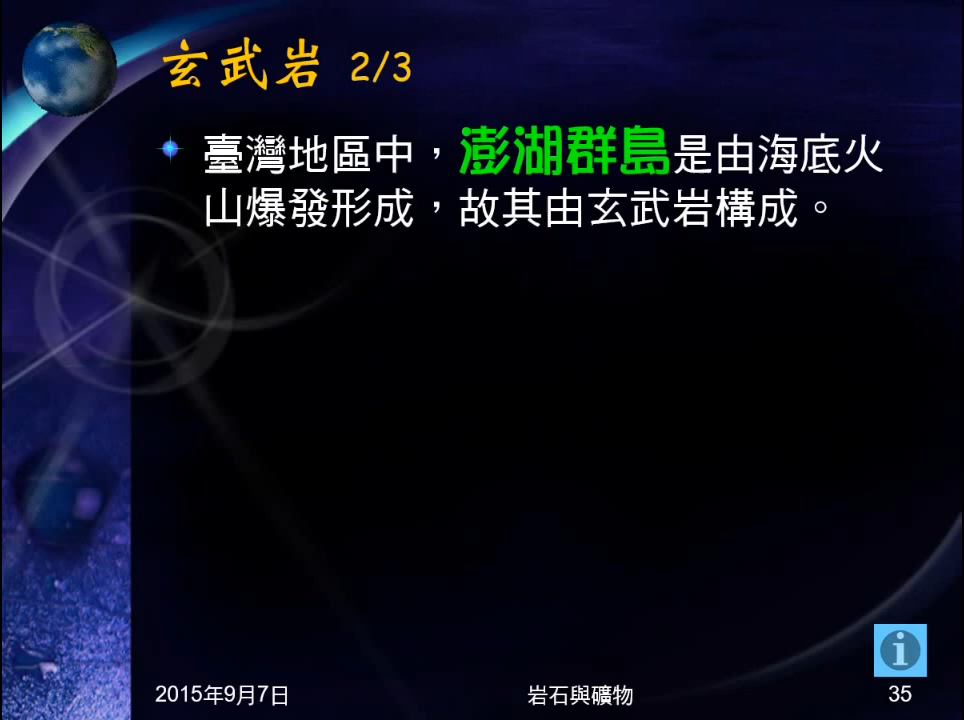 玄武岩 2/3
臺灣地區中，澎湖群島是由海底火
山爆發形成，故其由玄武岩構成。
2015年9月7日
岩石與礦物
35